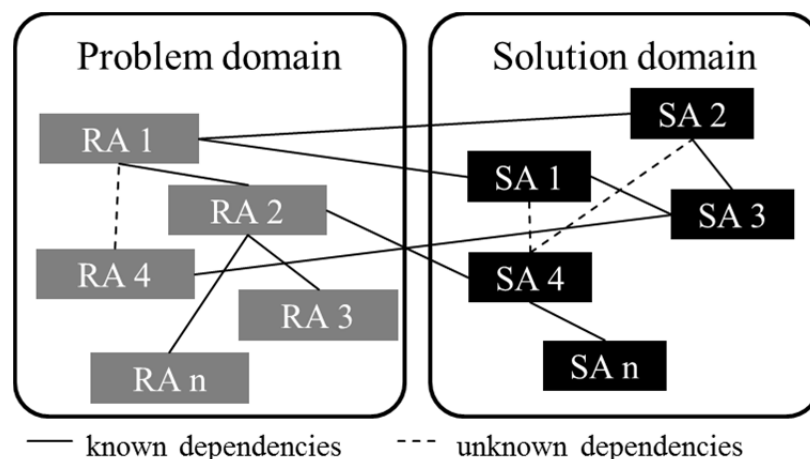 Problem domain
RA 1
RA 2
RA 4
RA 3
RA n
Solution domain
SA 2
SA 1
SA 3
SA 4
SA n
known dependencies
unknown dependencies